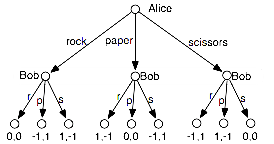 Alice
rock paper scissors
Bob Bob Bob
r p s r p s r p s
0,0 -1,1 1,-1 1,-1 0,0 -1,1 -1,1 1,-1 0,0